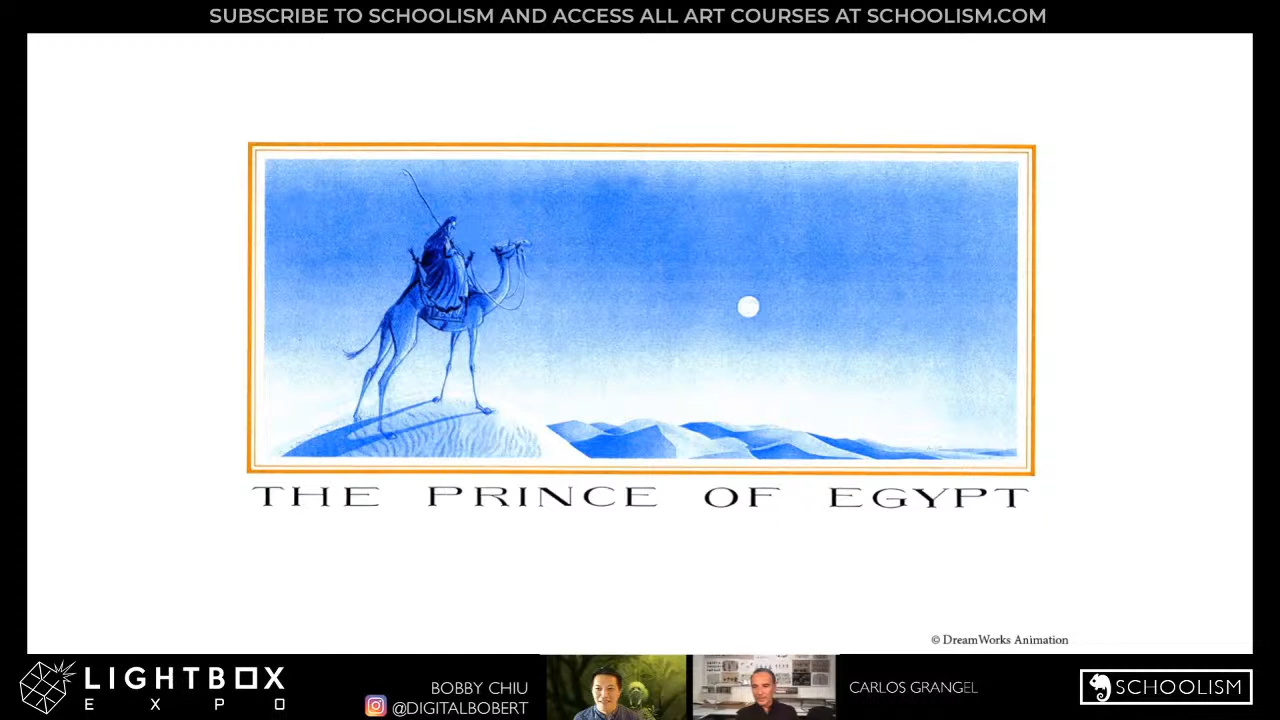 SUBSCRIBE TO SCHOOLISM AND ACCESS ALL ART COURSES AT SCHOOLISM.COM
THE PRINCE OF EGYPT
© DreamWorks Animation
LIGHTBOX
EXPO
BOBBY CHIU
@DIGITALBOBERT
CARLOS GRANGEL
SCHOOLISM